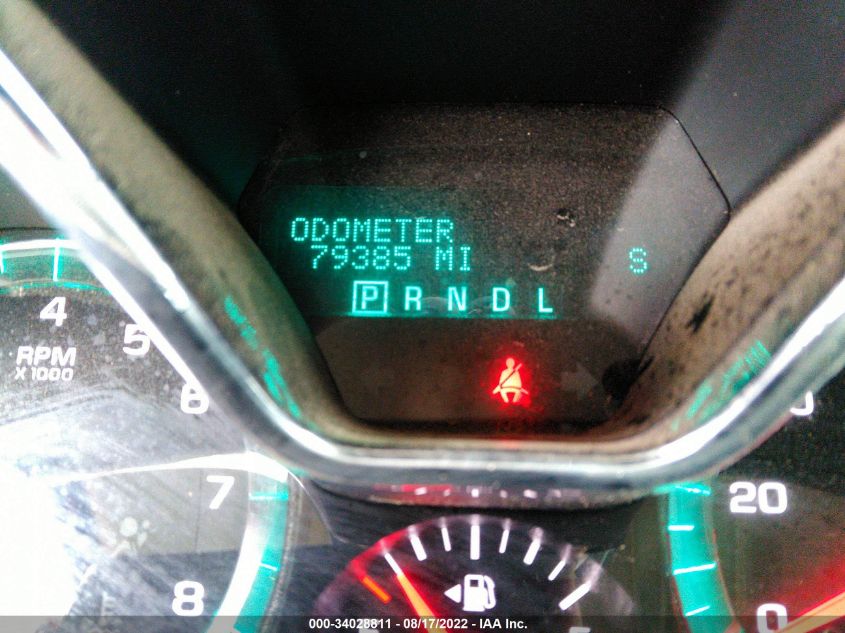 ODOMETER
79385 MI S
P R N D L
4
5
RPM
X 1000
6
7
8
20
0
000-34028811 - 08/17/2022 - IAA Inc.